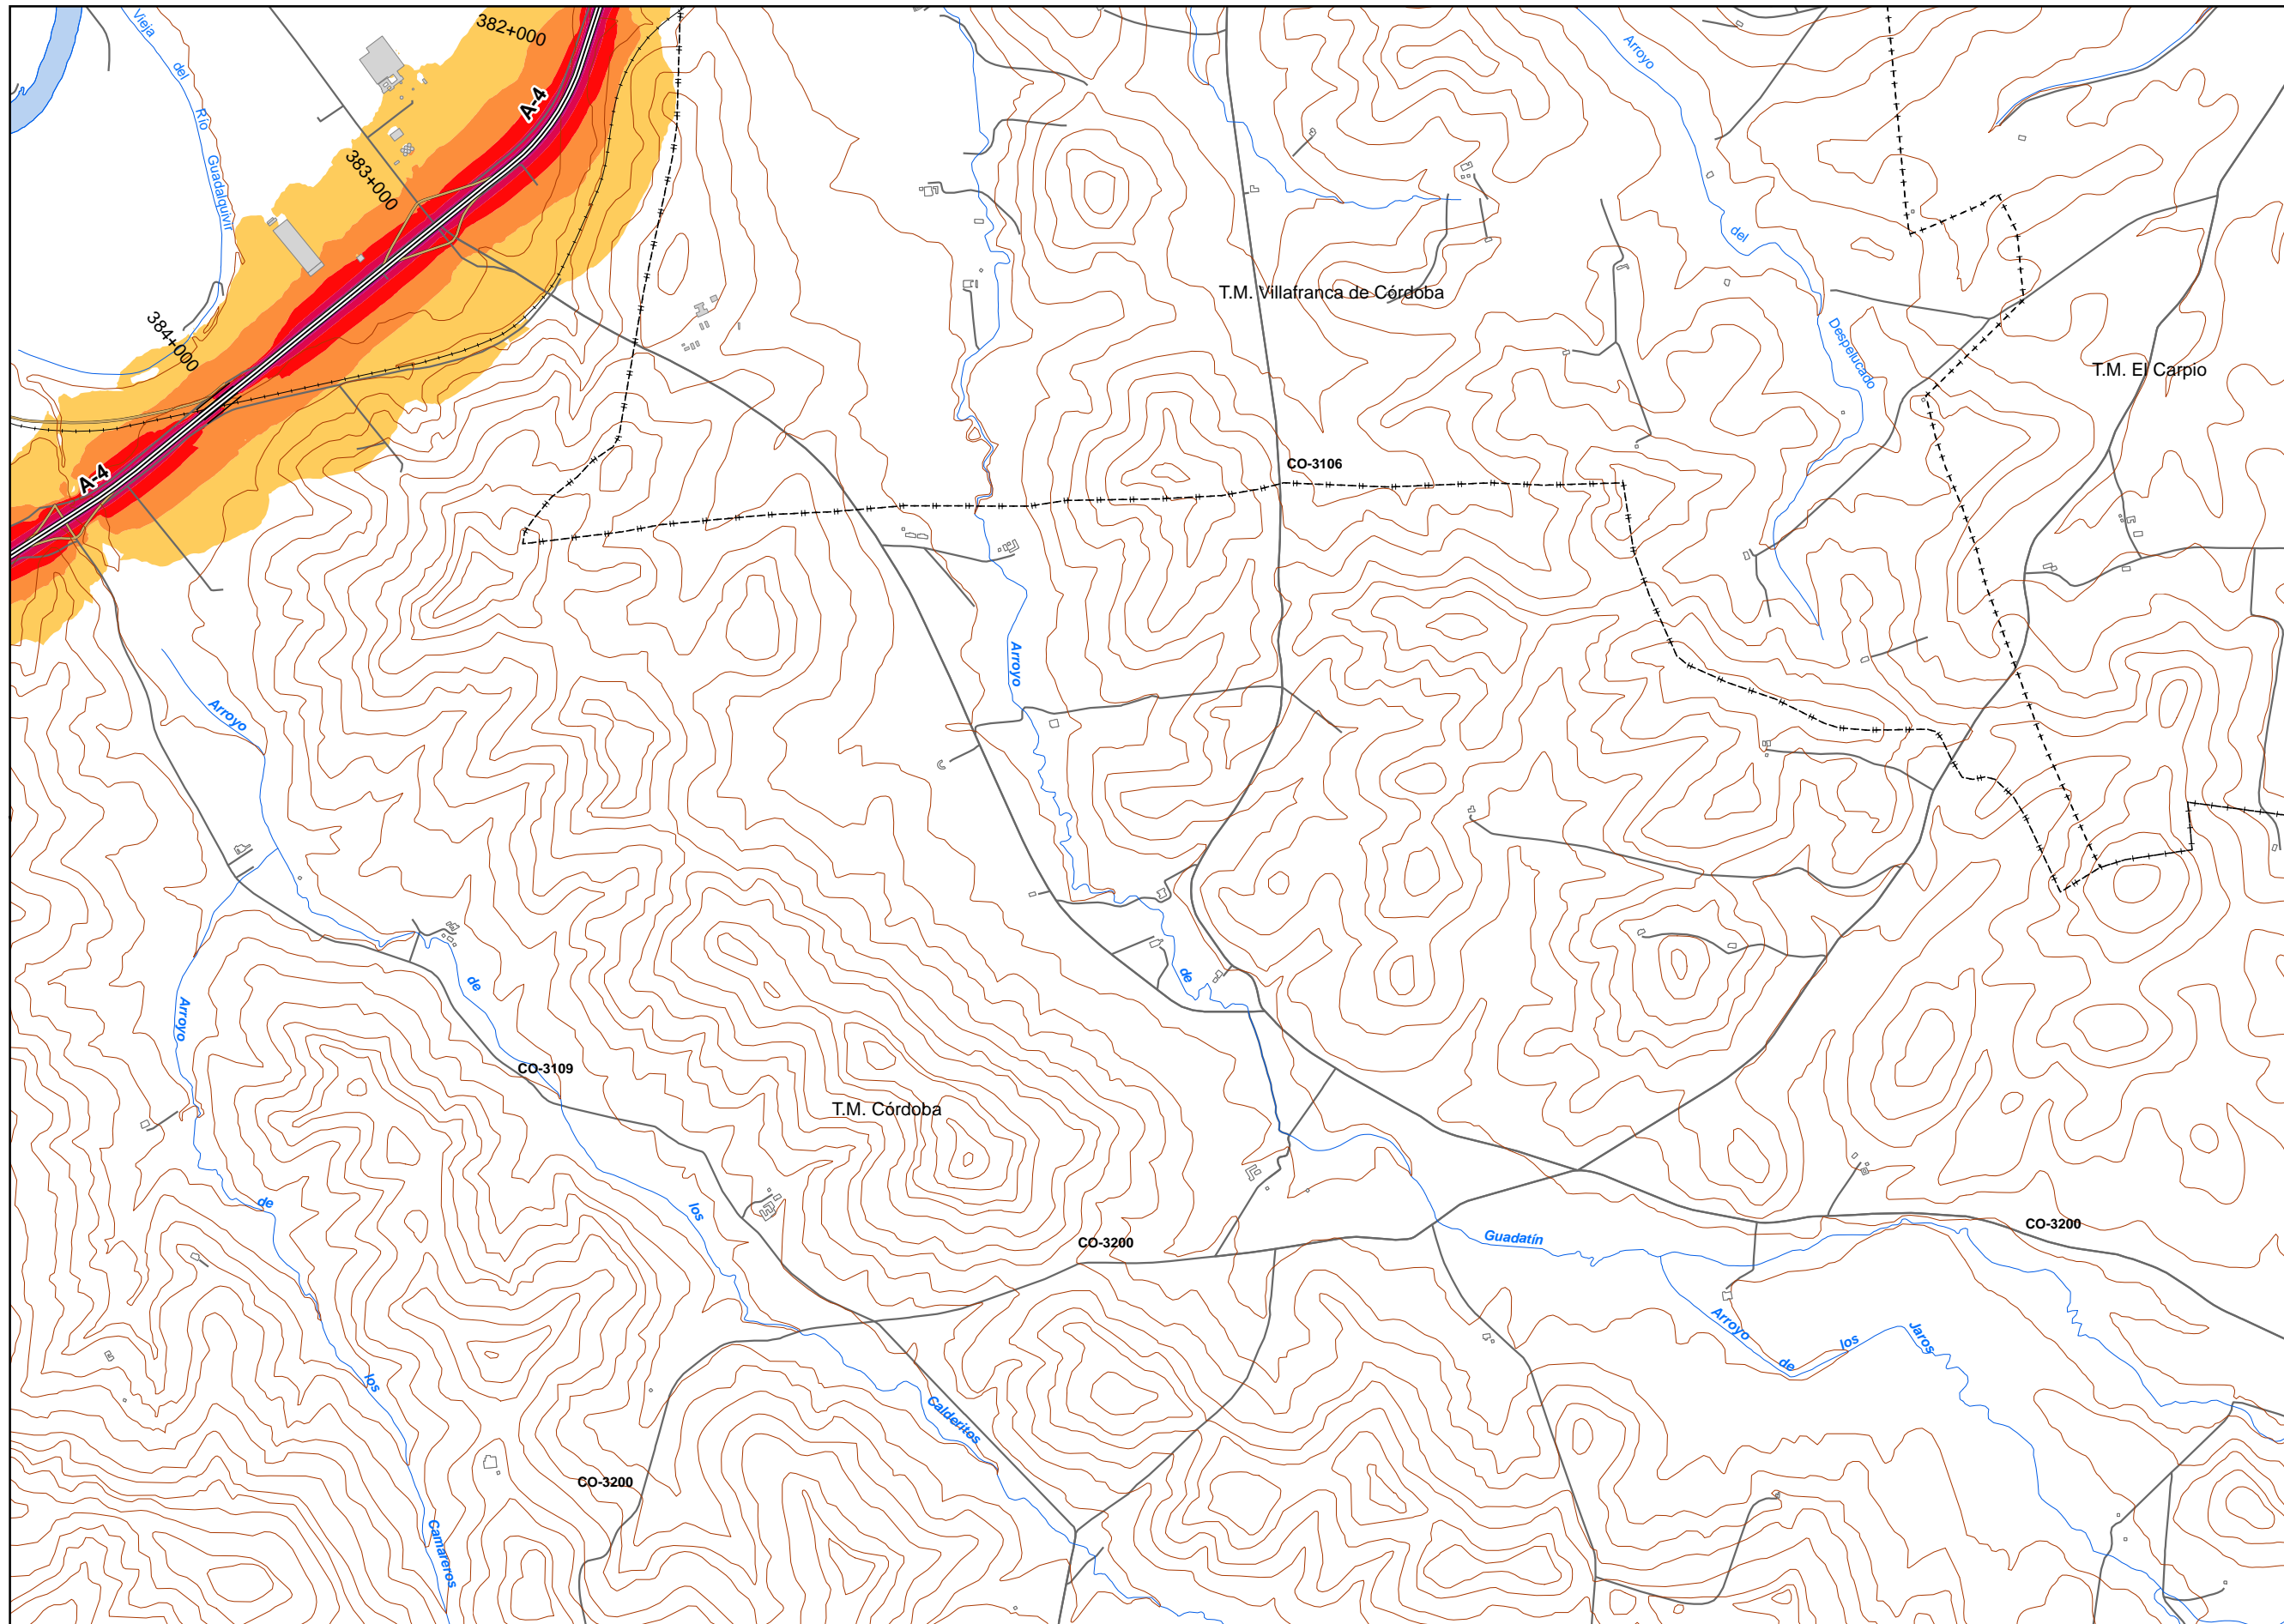 382+000
Vieja
del
Río
Guadalquivir
A-4
383+000
384+000
A-4
Arroyo
del
Despelucado
T.M. Villafranca de Córdoba
T.M. El Carpio
CO-3106
Arroyo
de
Guadatín
Arroyo
de
los
Calderitos
Arroyo
de
los
Camareros
CO-3109
T.M. Córdoba
CO-3200
CO-3200
CO-3200
Arroyo
de
los
Jaros